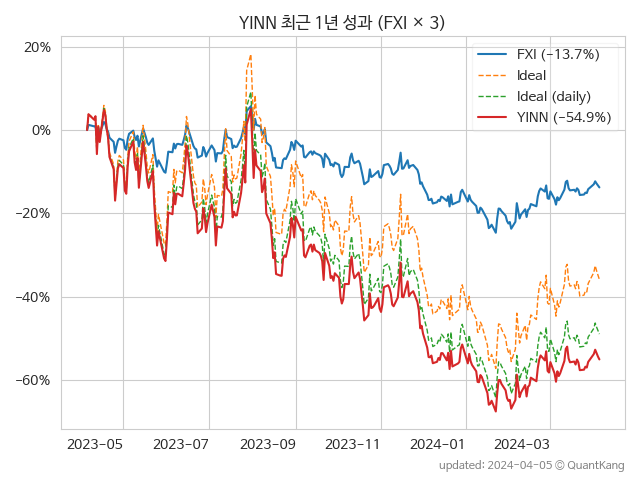 YINN 최근 1년 성과 (FXI × 3)
20%
0%
−20%
−40%
−60%
FXI (−13.7%)
Ideal
Ideal (daily)
YINN (−54.9%)
2023-05
2023-07
2023-09
2023-11
2024-01
2024-03
updated: 2024-04-05 © QuantKang